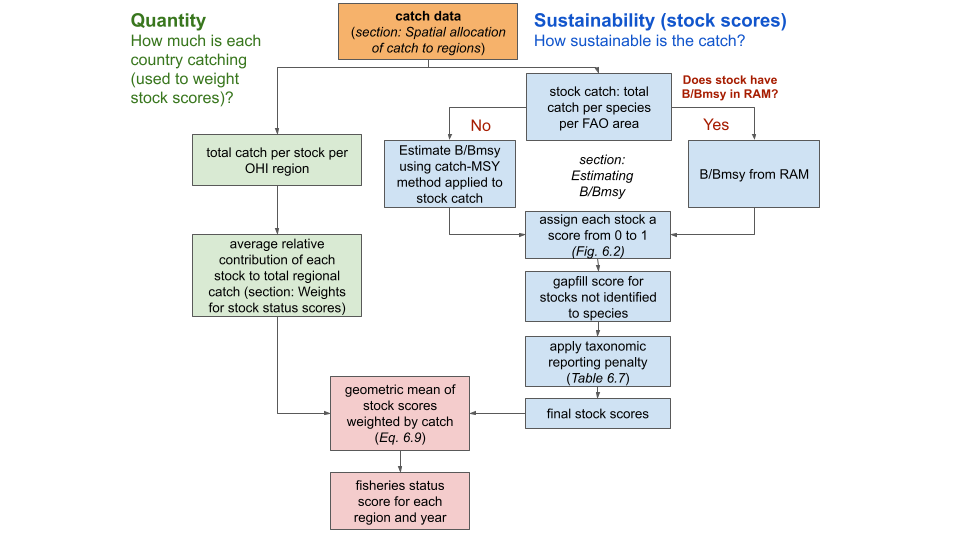 Quantity
How much is each
country catching
(used to weight
stock scores)?
catch data
(section: Spatial allocation
of catch to regions)
Sustainability (stock scores)
How sustainable is the catch?
stock catch: total
catch per species
per FAO area
Does stock have
B/Bmsy in RAM?
No
Yes
total catch per stock per
OHI region
Estimate B/Bmsy
using catch-MSY
method applied to
stock catch
section:
Estimating
B/Bmsy
B/Bmsy from RAM
assign each stock a
score from 0 to 1
(Fig. 6.2)
average relative
contribution of each
stock to total regional
catch (section: Weights
for stock status scores)
gapfill score for
stocks not identified
to species
apply taxonomic
reporting penalty
(Table 6.7)
geometric mean of
stock scores
weighted by catch
(Eq. 6.9)
final stock scores
fisheries status
score for each
region and year